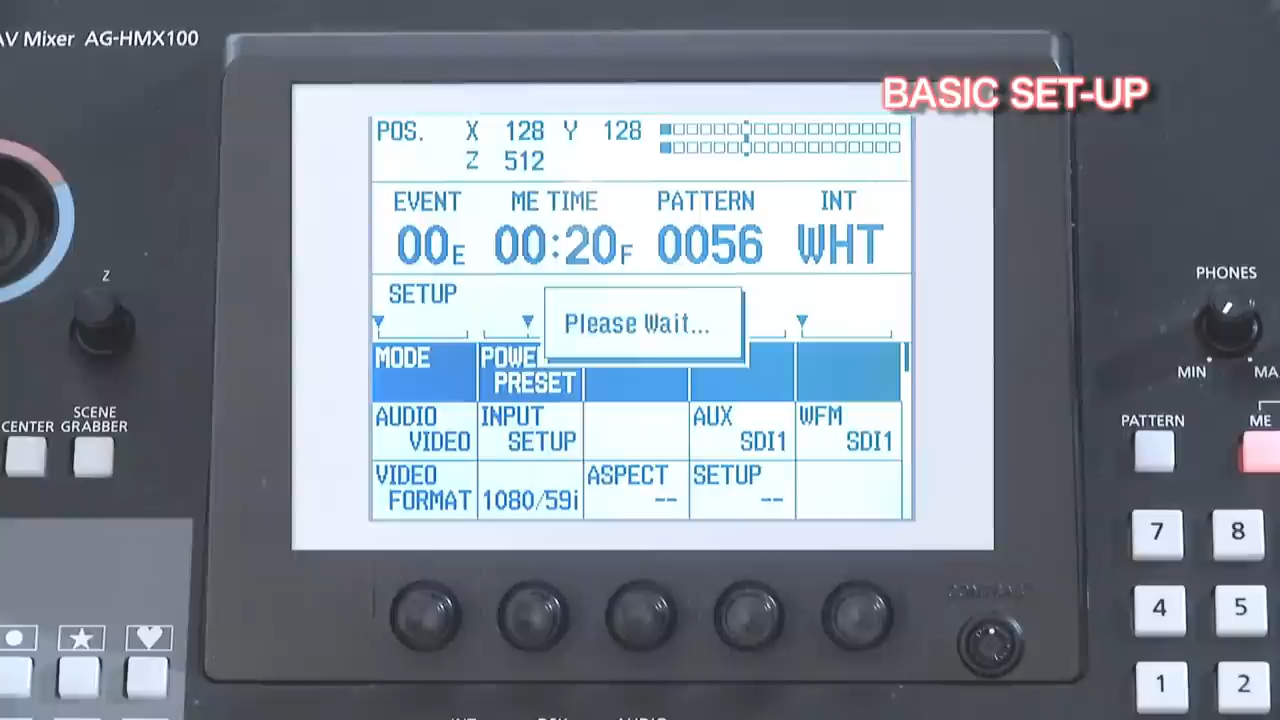 AV Mixer AG-HMX100
BASIC SET-UP
POS. X 128 Y 128
Z 512
EVENT ME TIME PATTERN INT
00E 00:20F 0056 WHT
SETUP
Please Wait...
MODE
PRESET
AUDIO INPUT AUX WFM
VIDEO SETUP SDI1 SDI1
VIDEO ASPECT SETUP
FORMAT 1080/59i -- --
Z
CENTER
SCENE
GRABBER
PHONES
MIN
PATTERN
ME
7 8
4 5
1 2